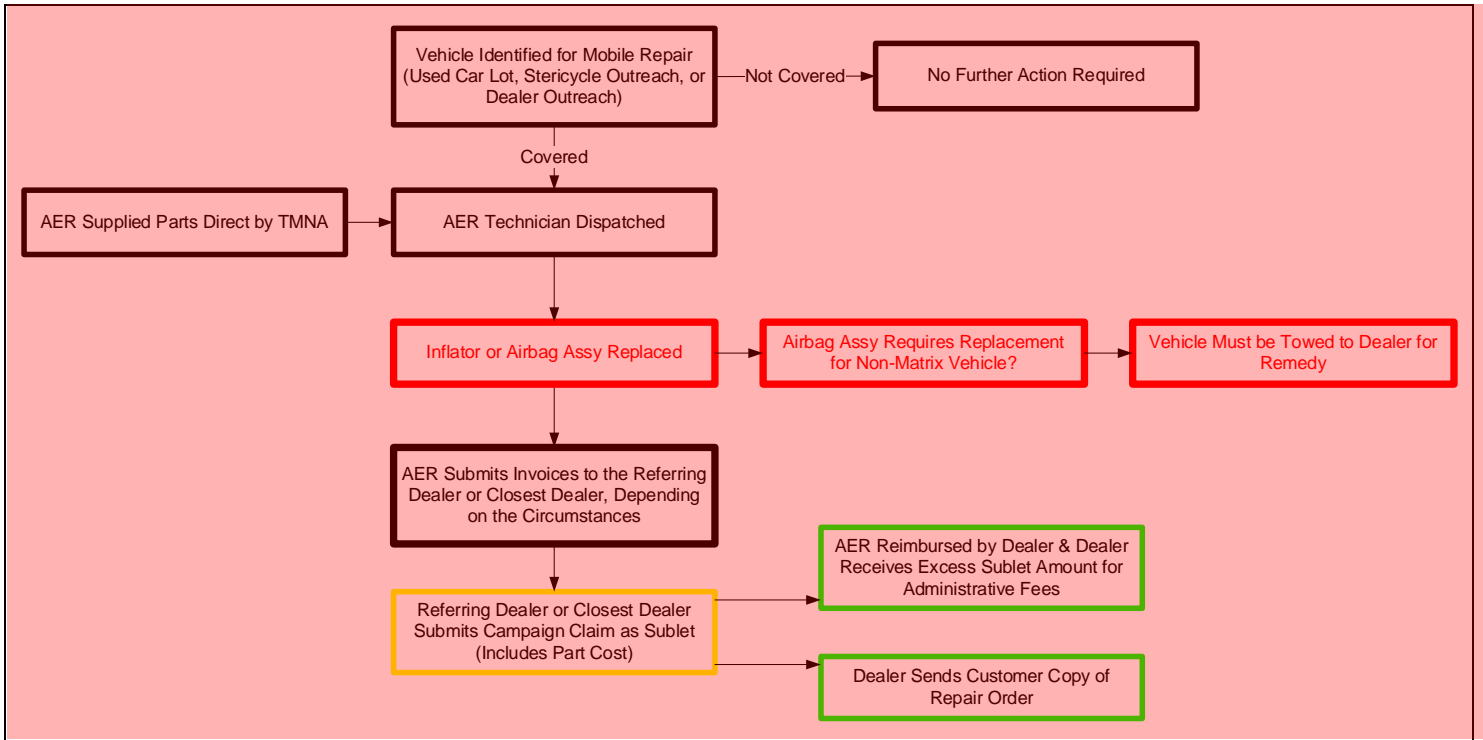 Vehicle Identified for Mobile Repair
(Used Car Lot, Stericycle Outreach, or
Dealer Outreach)
Not Covered
No Further Action Required
Covered
AER Supplied Parts Direct by TMNA
AER Technician Dispatched
Inflator or Airbag Assy Replaced
Airbag Assy Requires Replacement
for Non-Matrix Vehicle?
Vehicle Must be Towed to Dealer for
Remedy
AER Submits Invoices to the Referring
Dealer or Closest Dealer, Depending
on the Circumstances
AER Reimbursed by Dealer & Dealer
Receives Excess Sublet Amount for
Administrative Fees
Referring Dealer or Closest Dealer
Submits Campaign Claim as Sublet
(Includes Part Cost)
Dealer Sends Customer Copy of
Repair Order